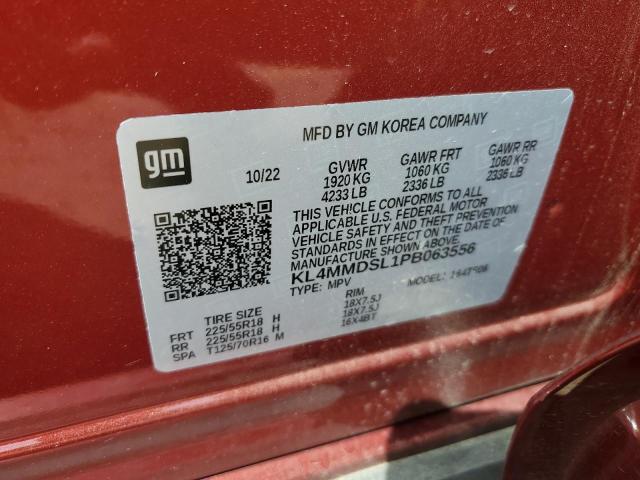 MFD BY GM KOREA COMPANY
gm
10/22
GVWR GAWR FRT GAWR RR
1920 KG 1060 KG 1060 KG
4233 LB 2336 LB 2336 LB
THIS VEHICLE CONFORMS TO ALL
APPLICABLE U.S. FEDERAL MOTOR
VEHICLE SAFETY AND THEFT PREVENTION
STANDARDS IN EFFECT ON THE DATE OF
MANUFACTURE SHOWN ABOVE.
KL4MMDSL1PB063556
TYPE: MPV MODEL:
TIRE SIZE RIM
FRT 225/55R18 H 18X7.5J
RR 225/55R18 H 18X7.5J
SPA T125/70R16 M 16X4BT